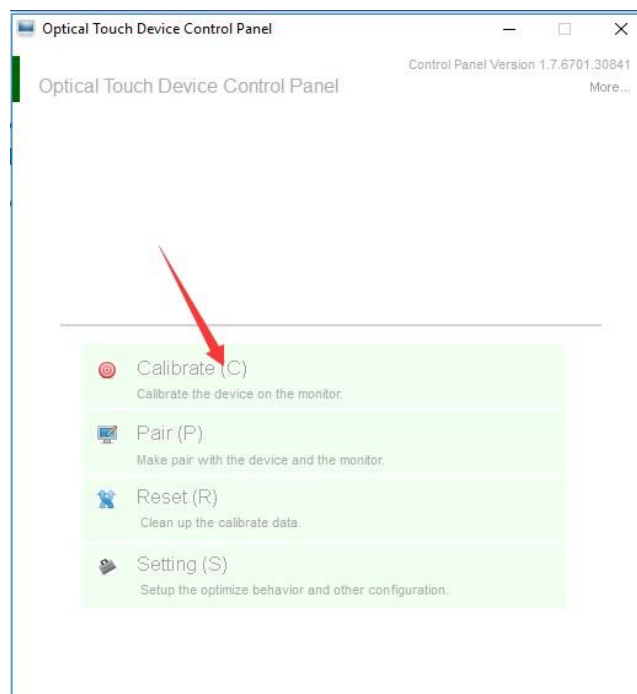 Optical Touch Device Control Panel
Control Panel Version 1.7.6701.30841
Optical Touch Device Control Panel
More...
Calibrate (C)
Calibrate the device on the monitor.
Pair (P)
Make pair with the device and the monitor.
Reset (R)
Clean up the calibrate data.
Setting (S)
Setup the optimize behavior and other configuration.